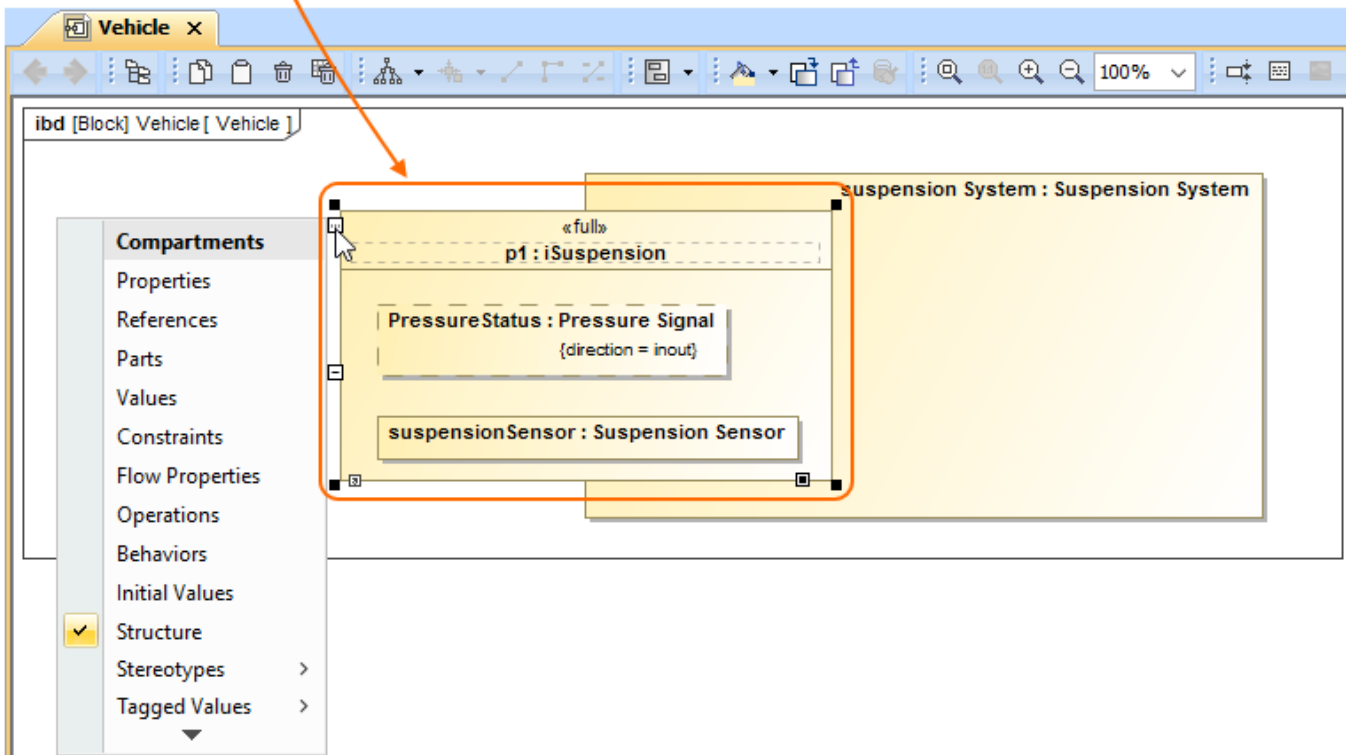 Vehicle
100%
ibd [Block] Vehicle [ Vehicle ]
suspension System : Suspension System
«full»
p1 : iSuspension
PressureStatus : Pressure Signal
{direction = inout}
suspensionSensor : Suspension Sensor
Compartments
Properties
References
Parts
Values
Constraints
Flow Properties
Operations
Behaviors
Initial Values
Structure
Stereotypes
Tagged Values